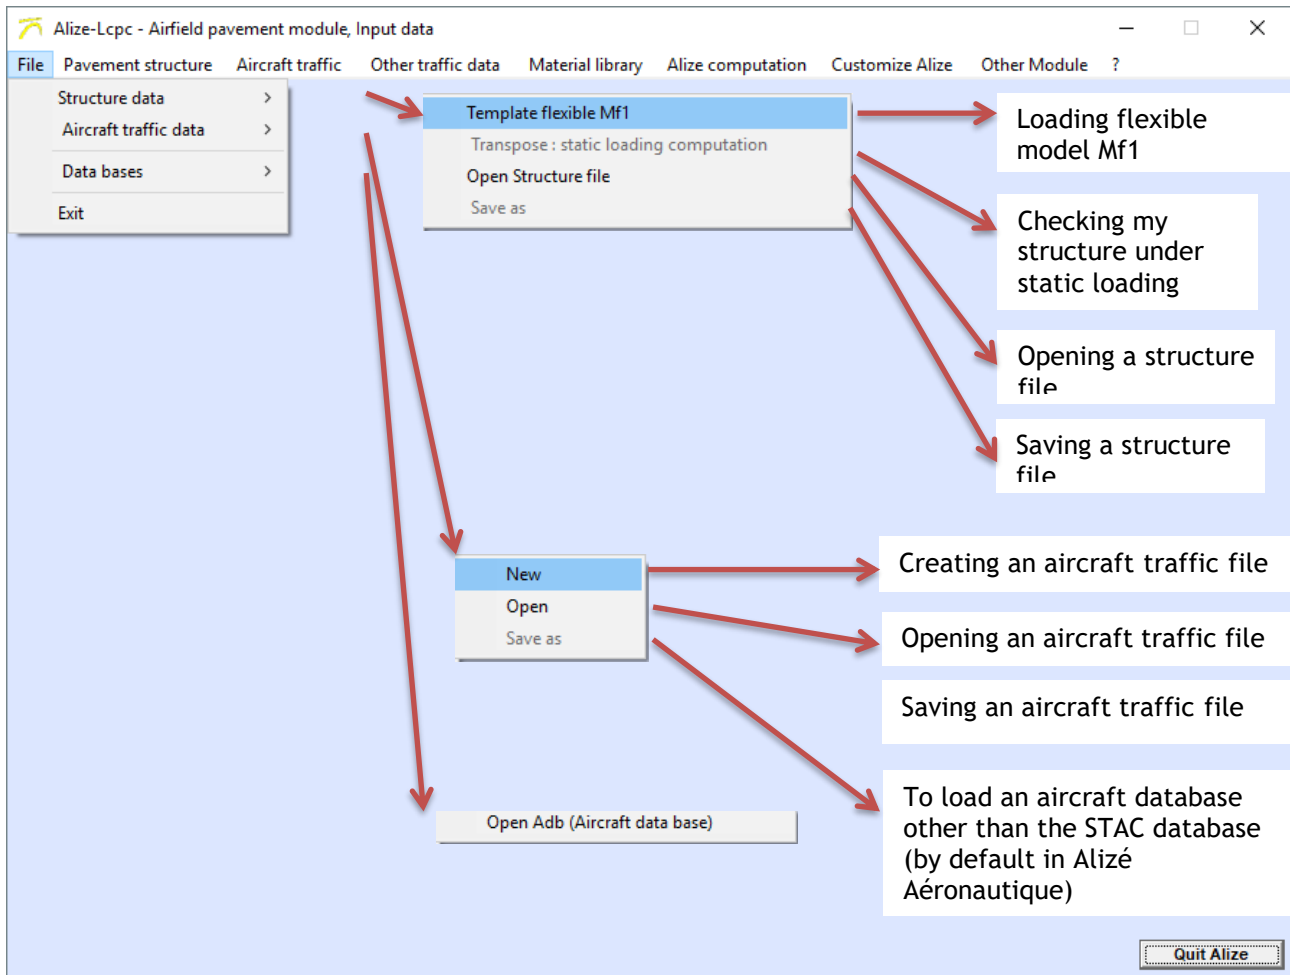 Alize-Lcpc - Airfield pavement module, Input data
File Pavement structure Aircraft traffic Other traffic data Material library Alize computation Customize Alize Other Module ?
Structure data
Aircraft traffic data
Data bases
Exit
Template flexible Mf1
Transpose : static loading computation
Open Structure file
Save as
Loading flexible
model Mf1
Checking my
structure under
static loading
Opening a structure
file
Saving a structure
file
New
Open
Save as
Creating an aircraft traffic file
Opening an aircraft traffic file
Saving an aircraft traffic file
Open Adb (Aircraft data base)
To load an aircraft database
other than the STAC database
(by default in Alizé
Aéronautique)
Quit Alize